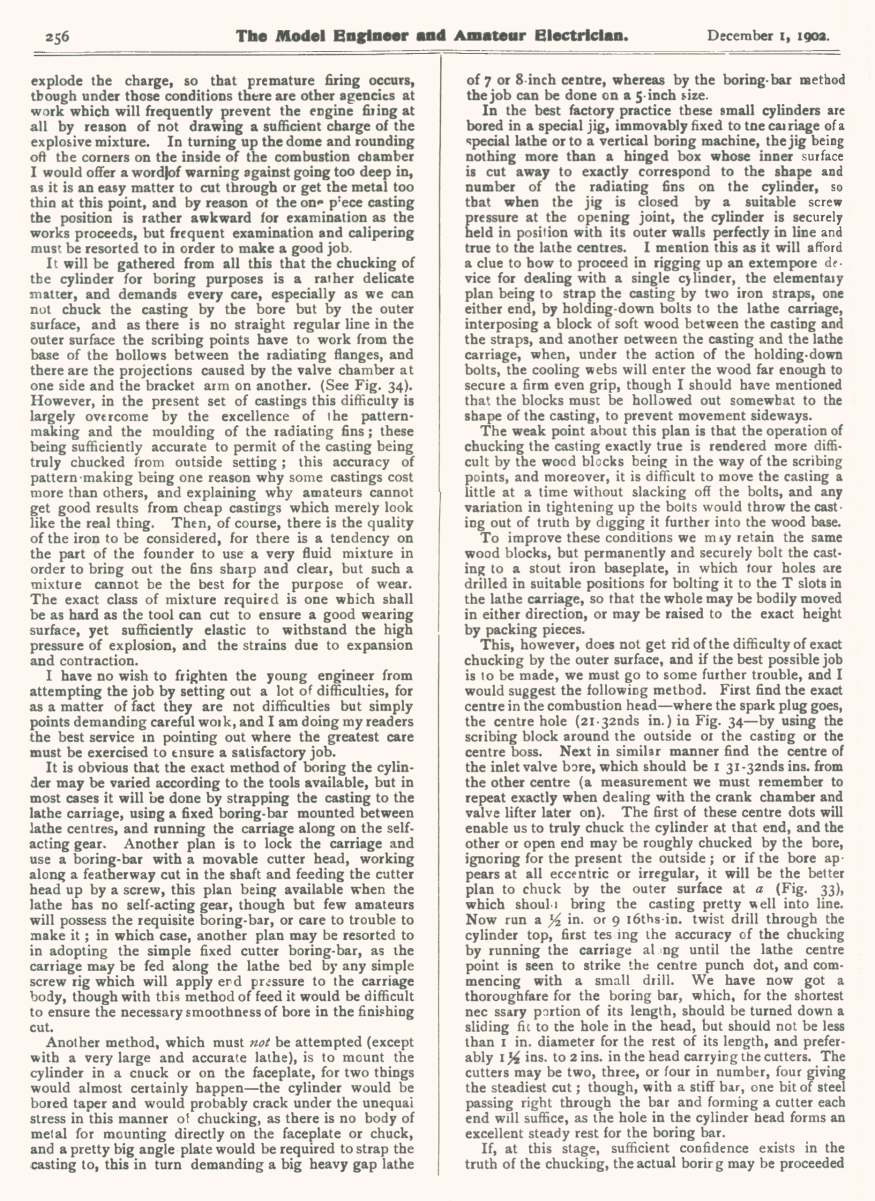 256
The Model Engineer and Amateur Electrician.
December 1, 1902.
explode the charge, so that premature firing occurs,
though under those conditions there are other agencies at
work which will frequently prevent the engine firing at
all by reason of not drawing a sufficient charge of the
explosive mixture. In turning up the dome and rounding
off the corners on the inside of the combustion chamber
I would offer a word of warning against going too deep in,
as it is an easy matter to cut through or get the metal too
thin at this point, and by reason of the one piece casting
the position is rather awkward for examination as the
works proceeds, but frequent examination and calipering
must be resorted to in order to make a good job.
It will be gathered from all this that the chucking of
the cylinder for boring purposes is a rather delicate
matter, and demands every care, especially as we can
not chuck the casting by the bore but by the outer
surface, and as there is no straight regular line in the
outer surface the scribing points have to work from the
base of the hollows between the radiating flanges, and
there are the projections caused by the valve chamber at
one side and the bracket arm on another. (See Fig. 34).
However, in the present set of castings this difficulty is
largely overcome by the excellence of the pattern-
making and the moulding of the radiating fins; these
being sufficiently accurate to permit of the casting being
truly chucked from outside setting; this accuracy of
pattern-making being one reason why some castings cost
more than others, and explaining why amateurs cannot
get good results from cheap castings which merely look
like the real thing. Then, of course, there is the quality
of the iron to be considered, for there is a tendency on
the part of the founder to use a very fluid mixture in
order to bring out the fins sharp and clear, but such a
mixture cannot be the best for the purpose of wear.
The exact class of mixture required is one which shall
be as hard as the tool can cut to ensure a good wearing
surface, yet sufficiently elastic to withstand the high
pressure of explosion, and the strains due to expansion
and contraction.
I have no wish to frighten the young engineer from
attempting the job by setting out a lot of difficulties, for
as a matter of fact they are not difficulties but simply
points demanding careful work, and I am doing my readers
the best service in pointing out where the greatest care
must be exercised to ensure a satisfactory job.
It is obvious that the exact method of boring the cylin-
der may be varied according to the tools available, but in
most cases it will be done by strapping the casting to the
lathe carriage, using a fixed boring-bar mounted between
lathe centres, and running the carriage along on the self-
acting gear. Another plan is to lock the carriage and
use a boring-bar with a movable cutter head, working
along a featherway cut in the shaft and feeding the cutter
head up by a screw, this plan being available when the
lathe has no self-acting gear, though but few amateurs
will possess the requisite boring-bar, or care to trouble to
make it; in which case, another plan may be resorted to
in adopting the simple fixed cutter boring-bar, as the
carriage may be fed along the lathe bed by any simple
screw rig which will apply end pressure to the carriage
body, though with this method of feed it would be difficult
to ensure the necessary smoothness of bore in the finishing
cut.
Another method, which must not be attempted (except
with a very large and accurate lathe), is to mount the
cylinder in a chuck or on the faceplate, for two things
would almost certainly happen—the cylinder would be
bored taper and would probably crack under the unequal
stress in this manner of chucking, as there is no body of
metal for mounting directly on the faceplate or chuck,
and a pretty big angle plate would be required to strap the
casting to, this in turn demanding a big heavy gap lathe
of 7 or 8-inch centre, whereas by the boring-bar method
the job can be done on a 5-inch size.
In the best factory practice these small cylinders are
bored in a special jig, immovably fixed to the carriage of a
special lathe or to a vertical boring machine, the jig being
nothing more than a hinged box whose inner surface
is cut away to exactly correspond to the shape and
number of the radiating fins on the cylinder, so
that when the jig is closed by a suitable screw
pressure at the opening joint, the cylinder is securely
held in position with its outer walls perfectly in line and
true to the lathe centres. I mention this as it will afford
a clue to how to proceed in rigging up an extempore de-
vice for dealing with a single cylinder, the elementary
plan being to strap the casting by two iron straps, one
either end, by holding-down bolts to the lathe carriage,
interposing a block of soft wood between the casting and
the straps, and another between the casting and the lathe
carriage, when, under the action of the holding-down
bolts, the cooling webs will enter the wood far enough to
secure a firm even grip, though I should have mentioned
that the blocks must be hollowed out somewhat to the
shape of the casting, to prevent movement sideways.
The weak point about this plan is that the operation of
chucking the casting exactly true is rendered more diffi-
cult by the wood blocks being in the way of the scribing
points, and moreover, it is difficult to move the casting a
little at a time without slacking off the bolts, and any
variation in tightening up the bolts would throw the cast-
ing out of truth by digging it further into the wood base.
To improve these conditions we may retain the same
wood blocks, but permanently and securely bolt the cast-
ing to a stout iron baseplate, in which four holes are
drilled in suitable positions for bolting it to the T slots in
the lathe carriage, so that the whole may be bodily moved
in either direction, or may be raised to the exact height
by packing pieces.
This, however, does not get rid of the difficulty of exact
chucking by the outer surface, and if the best possible job
is to be made, we must go to some further trouble, and I
would suggest the following method. First find the exact
centre in the combustion head—where the spark plug goes,
the centre hole (21-32nds in.) in Fig. 34—by using the
scribing block around the outside of the casting or the
centre boss. Next in similar manner find the centre of
the inlet valve bore, which should be 1 31-32nds ins. from
the other centre (a measurement we must remember to
repeat exactly when dealing with the crank chamber and
valve lifter later on). The first of these centre dots will
enable us to truly chuck the cylinder at that end, and the
other or open end may be roughly chucked by the bore,
ignoring for the present the outside; or if the bore ap-
pears at all eccentric or irregular, it will be the better
plan to chuck by the outer surface at a (Fig. 33),
which should bring the casting pretty well into line.
Now run a ½ in. or 9 16ths-in. twist drill through the
cylinder top, first testing the accuracy of the chucking
by running the carriage along until the lathe centre
point is seen to strike the centre punch dot, and com-
mencing with a small drill. We have now got a
thoroughfare for the boring bar, which, for the shortest
necessary portion of its length, should be turned down a
sliding fit to the hole in the head, but should not be less
than 1 in. diameter for the rest of its length, and prefer-
ably 1½ ins. to 2 ins. in the head carrying the cutters. The
cutters may be two, three, or four in number, four giving
the steadiest cut; though, with a stiff bar, one bit of steel
passing right through the bar and forming a cutter each
end will suffice, as the hole in the cylinder head forms an
excellent steady rest for the boring bar.
If, at this stage, sufficient confidence exists in the
truth of the chucking, the actual boring may be proceeded